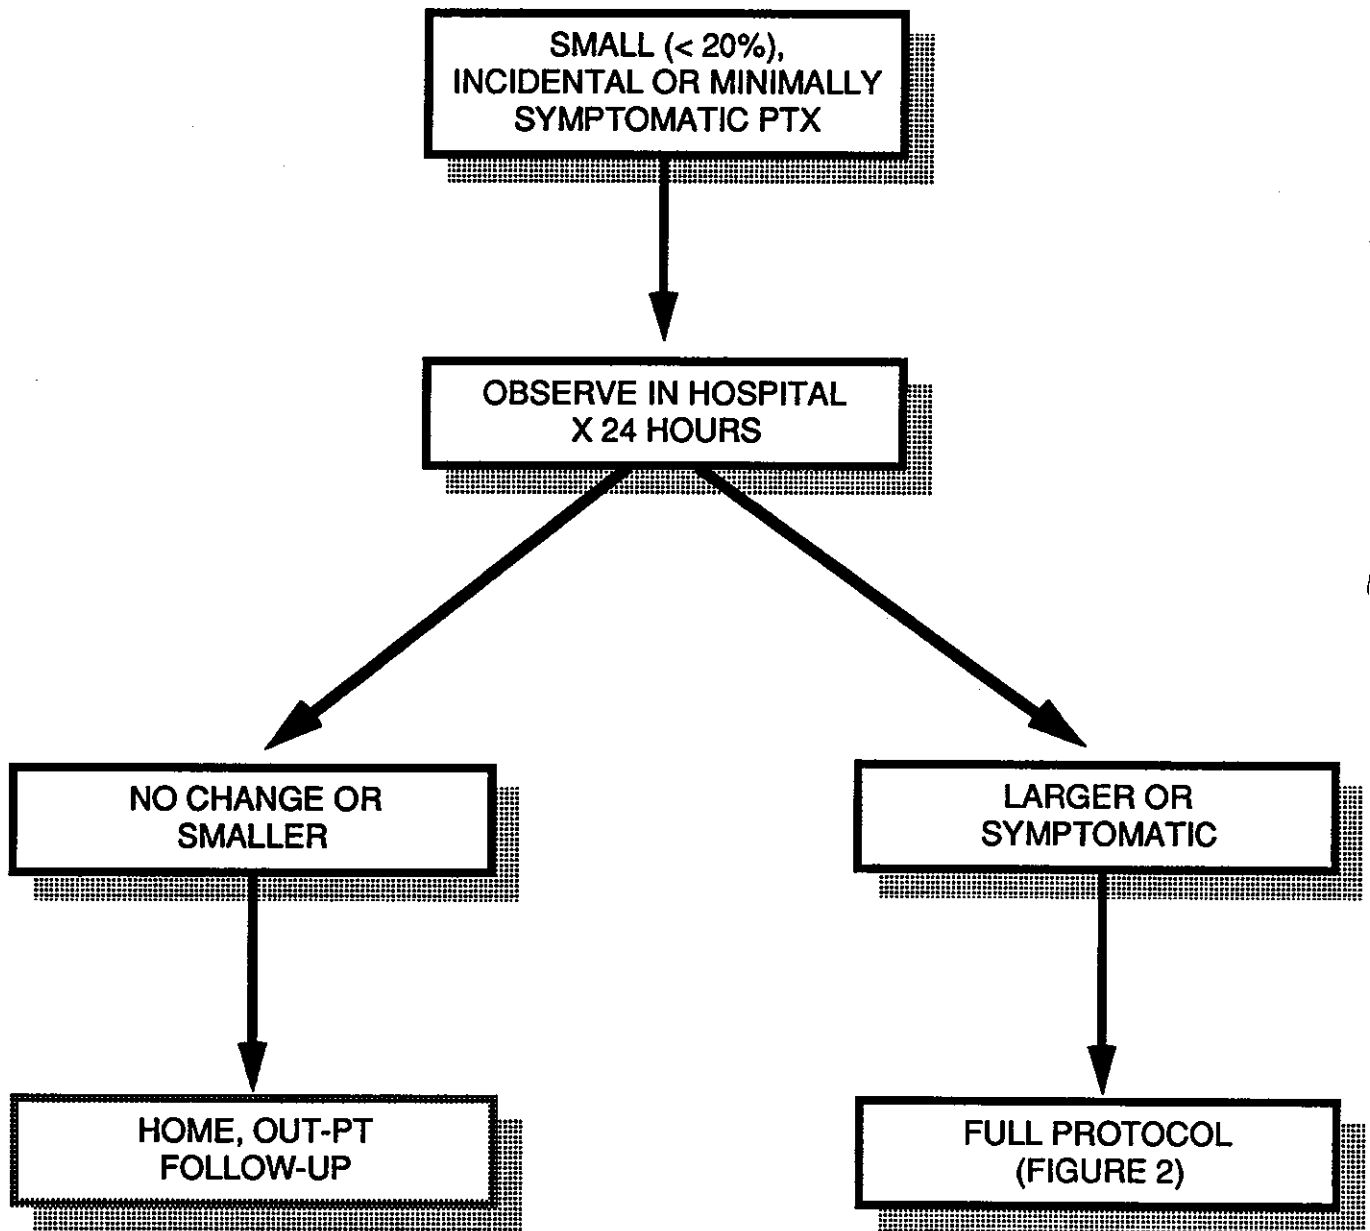 SMALL (< 20%),
INCIDENTAL OR MINIMALLY
SYMPTOMATIC PTX
OBSERVE IN HOSPITAL
X 24 HOURS
NO CHANGE OR
SMALLER
LARGER OR
SYMPTOMATIC
HOME, OUT-PT
FOLLOW-UP
FULL PROTOCOL
(FIGURE 2)